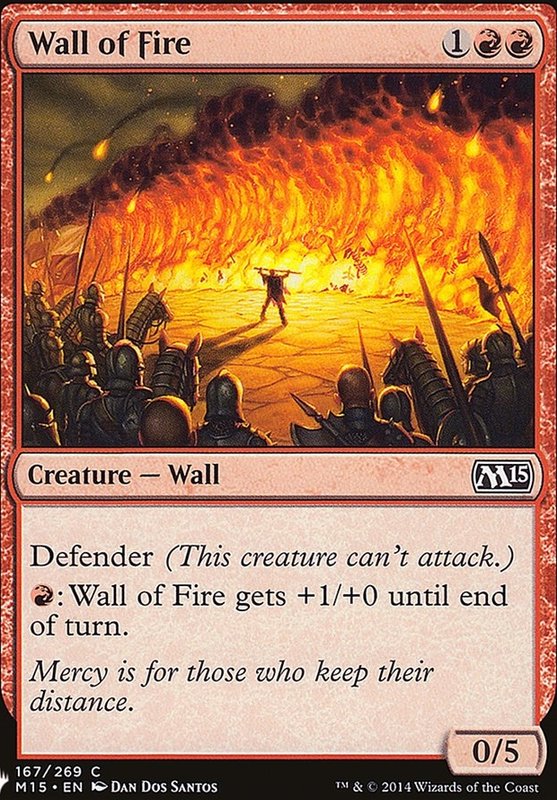 Wall of Fire 1
Creature — Wall
M15
Defender (This creature can't attack.)
: Wall of Fire gets +1/+0 until end
of turn.
Mercy is for those who keep their
distance.
0/5
167/269 C
M15 • EN Dan Dos Santos
™ & © 2014 Wizards of the Coast